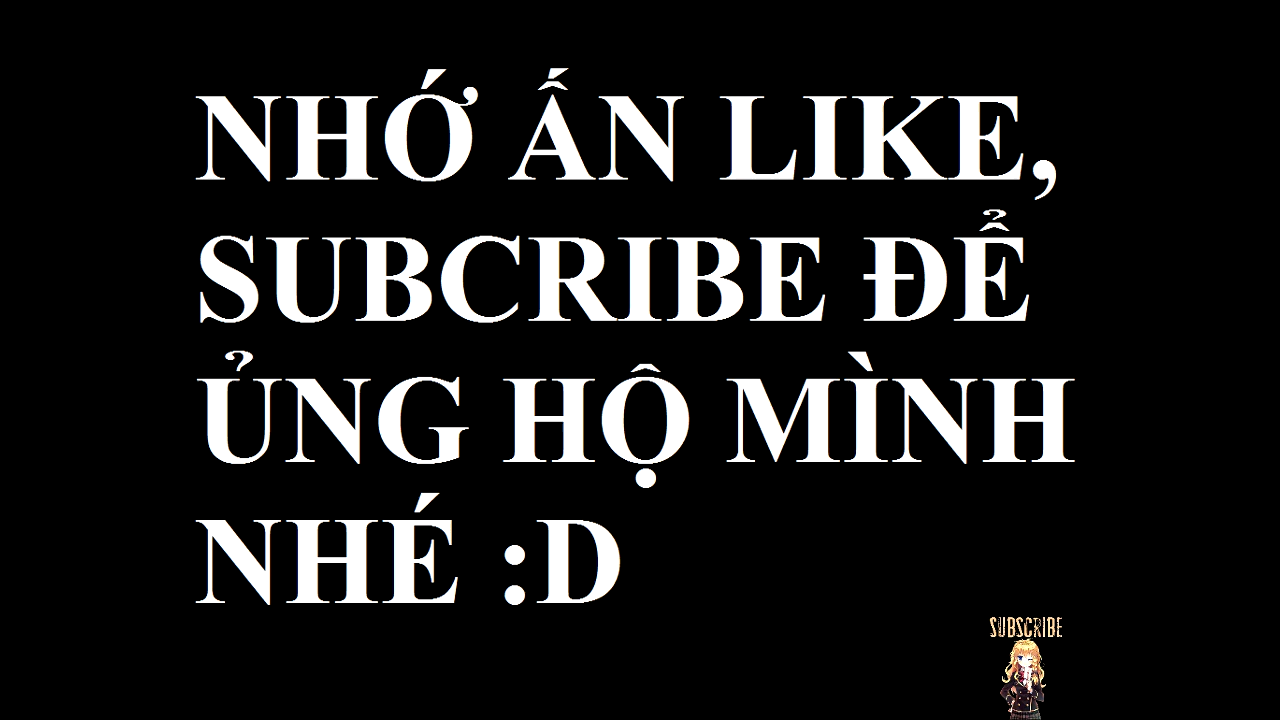 NHỚ ẤN LIKE,
SUBCRIBE ĐỂ
ỦNG HỘ MÌNH
NHÉ :D
SUBSCRIBE